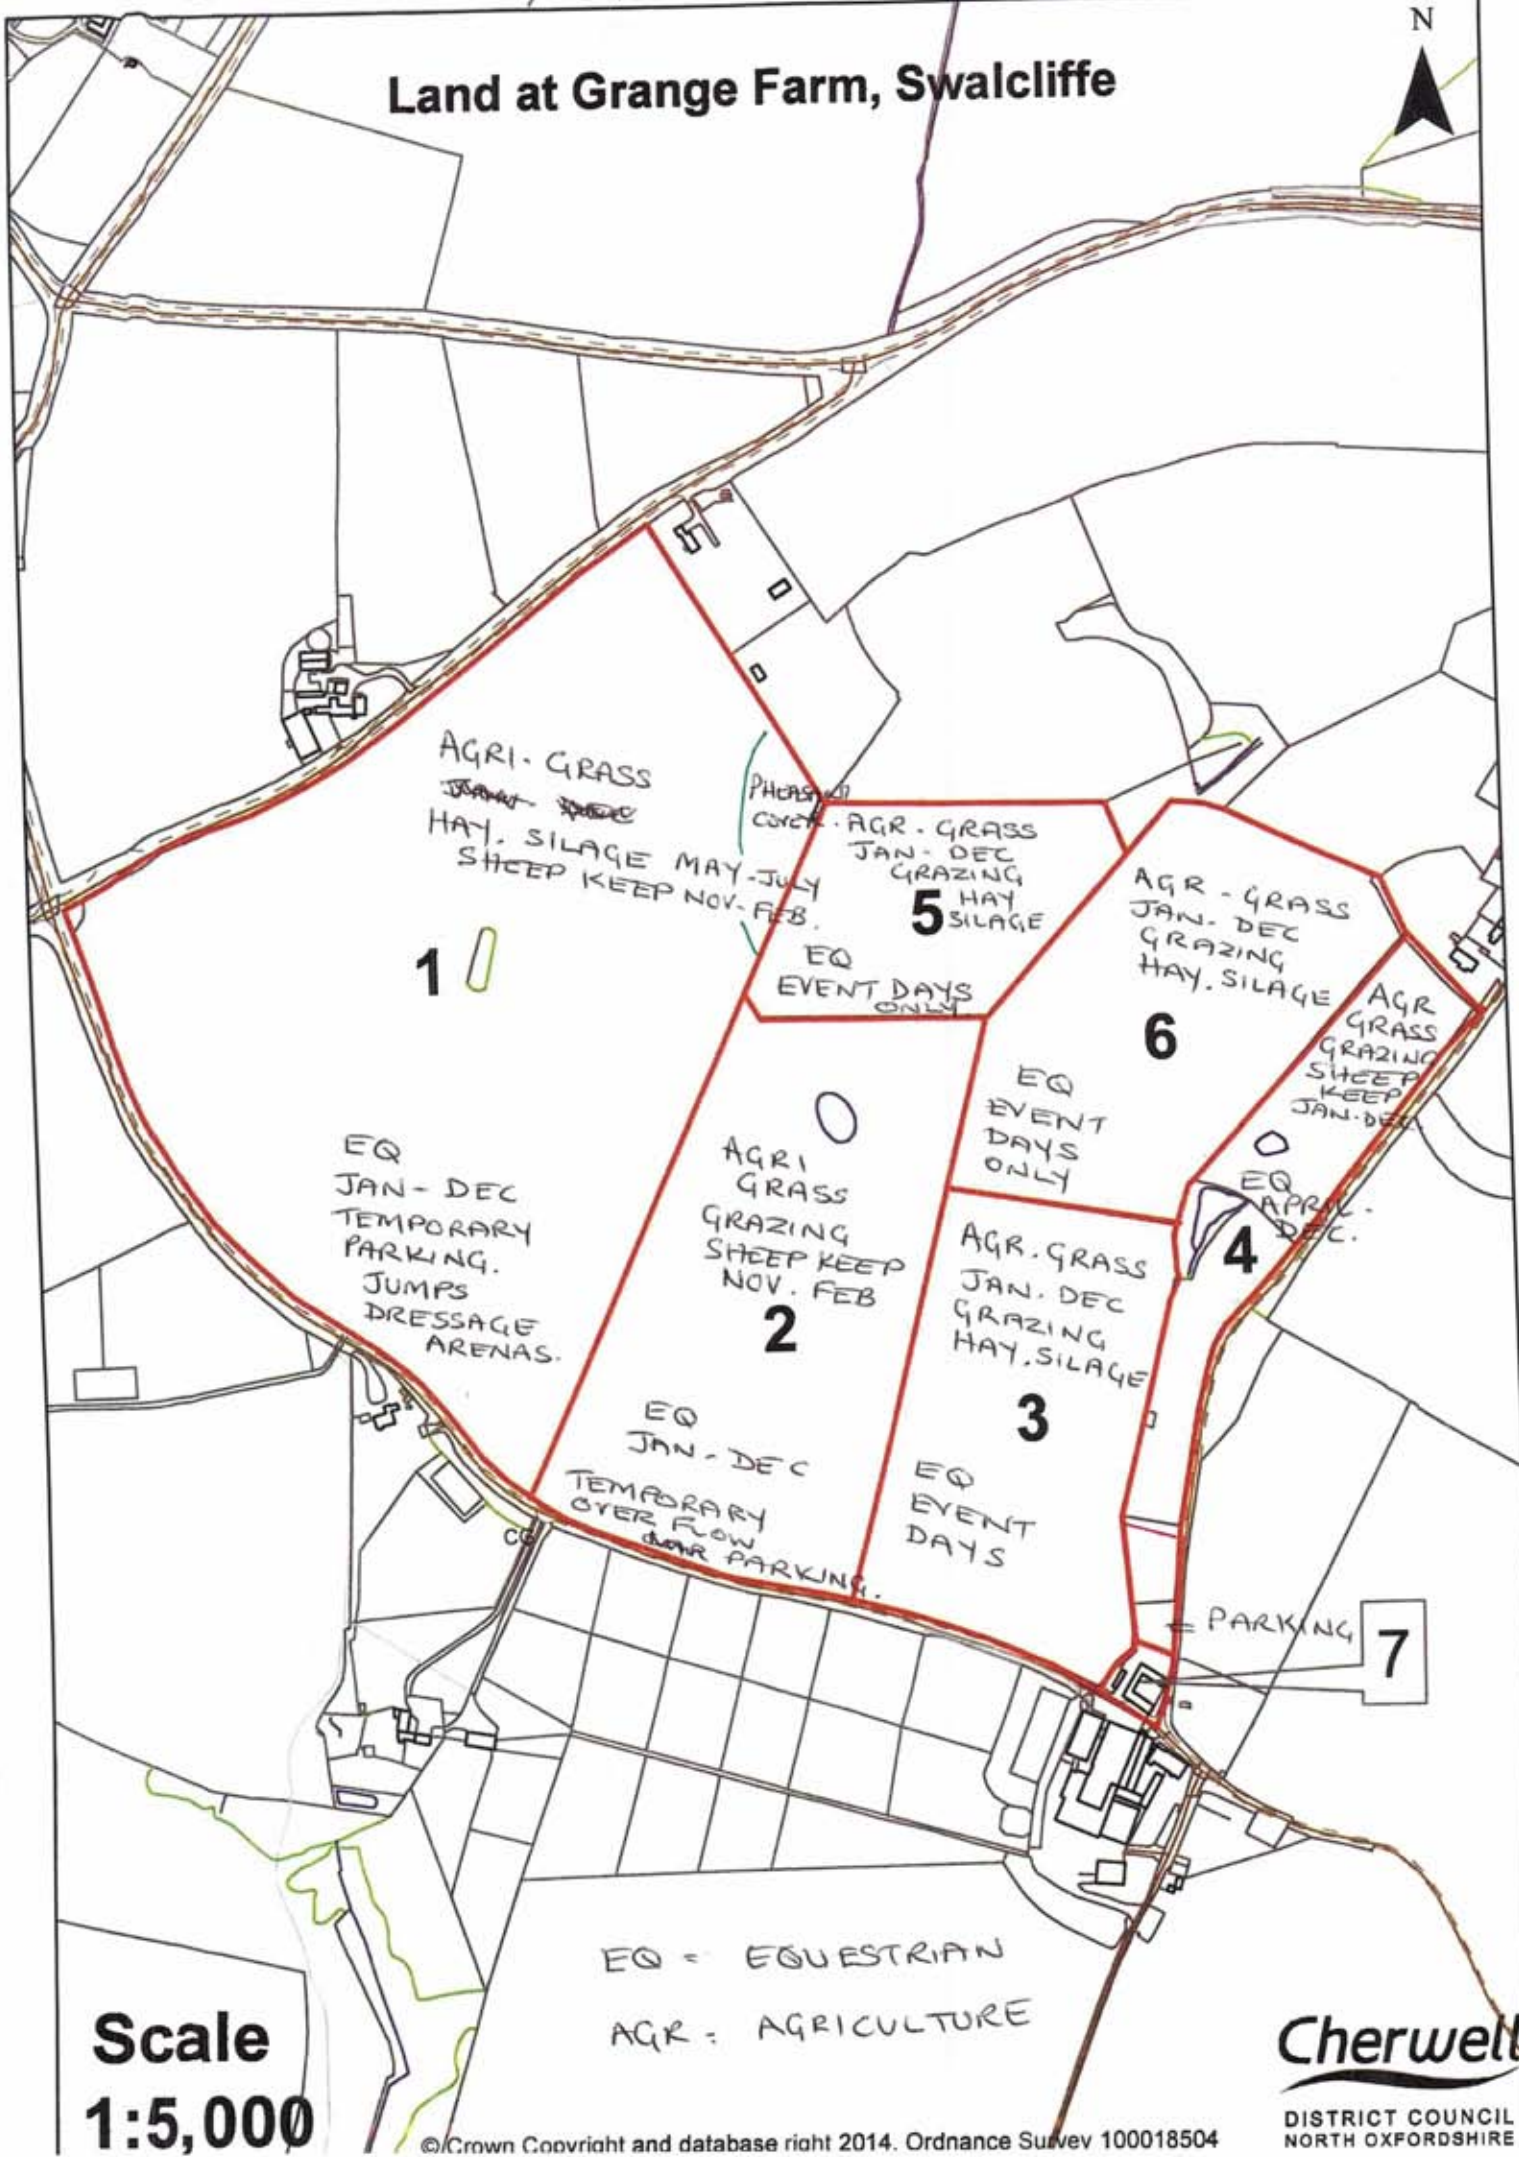 N
Land at Grange Farm, Swalcliffe
AGRI. GRASS
HAY. SILAGE MAY-JULY
SHEEP KEEP NOV-FEB.
1
EQ
JAN-DEC
TEMPORARY
PARKING.
JUMPS
DRESSAGE
ARENAS.
COVER.
AGR. GRASS
JAN-DEC
GRAZING
HAY
5 SILAGE
EQ
EVENT DAYS
ONLY
AGR-GRASS
JAN-DEC
GRAZING
HAY. SILAGE
6
EQ
EVENT
DAYS
ONLY
AGR
GRASS
GRAZING
SHEEP
KEEP
JAN-DEC
EQ
APRIL-
DEC.
4
AGRI
GRASS
GRAZING
SHEEP KEEP
NOV. FEB
2
EQ
JAN-DEC
TEMPORARY
OVER FLOW
PARKING.
AGR. GRASS
JAN. DEC
GRAZING
HAY. SILAGE
3
EQ
EVENT
DAYS
PARKING
7
CG
EQ = EQUESTRIAN
AGR = AGRICULTURE
Scale
1:5,000
© Crown Copyright and database right 2014. Ordnance Survey 100018504
Cherwell
DISTRICT COUNCIL
NORTH OXFORDSHIRE